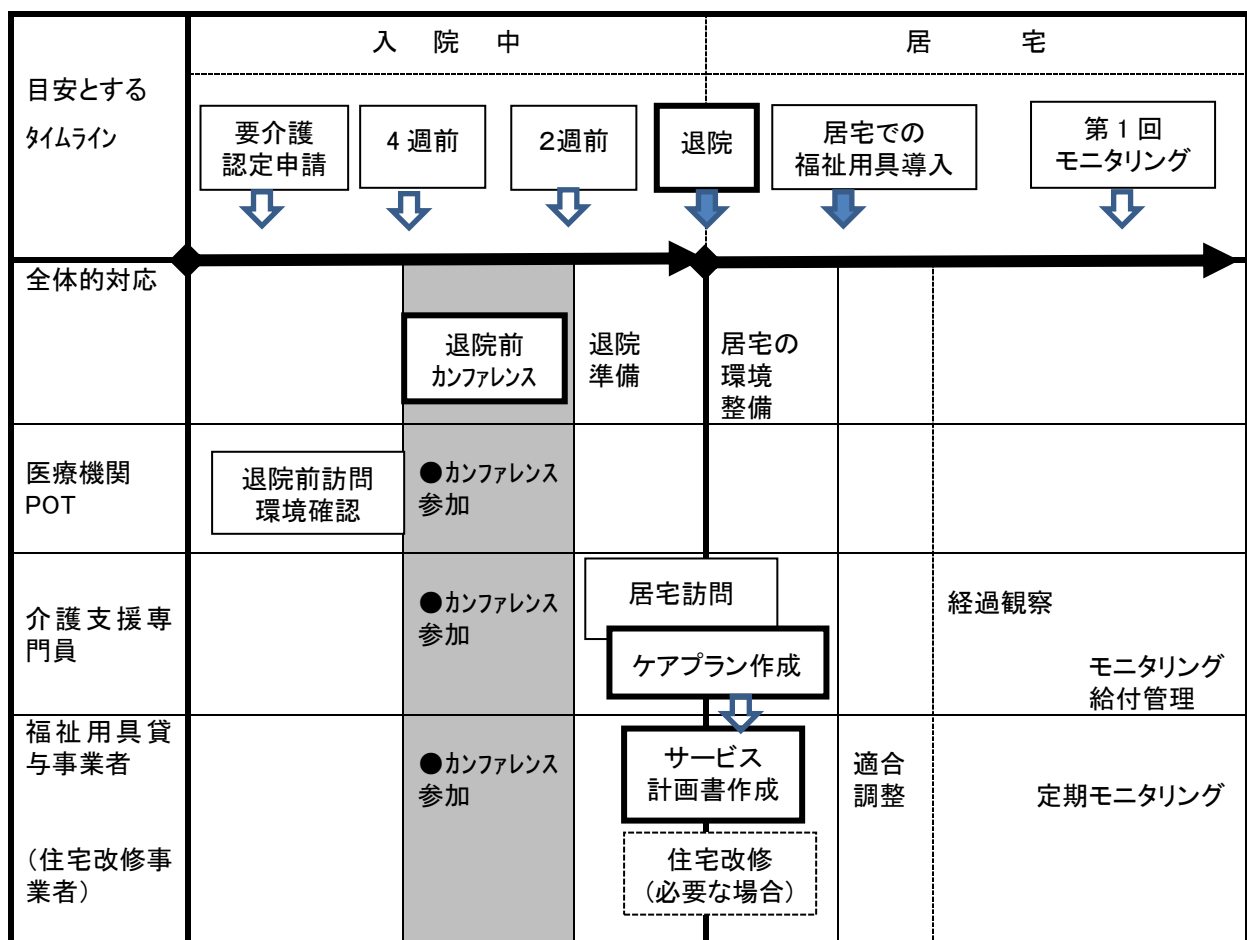 入 院 中
居 宅
目安とする
ﾀｲﾑﾗｲﾝ
要介護
認定申請
4 週前
2週前
退院
居宅での
福祉用具導入
第 1 回
モニタリング
全体的対応
退院前
ｶﾝﾌｧﾚﾝｽ
退院
準備
居宅の
環境
整備
医療機関
POT
退院前訪問
環境確認
●ｶﾝﾌｧﾚﾝｽ
参加
介護支援専
門員
●ｶﾝﾌｧﾚﾝｽ
参加
居宅訪問
ケアプラン作成
経過観察
モニタリング
給付管理
福祉用具貸
与事業者
●ｶﾝﾌｧﾚﾝｽ
参加
サービス
計画書作成
適合
調整
定期モニタリング
(住宅改修事
業者)
住宅改修
(必要な場合)